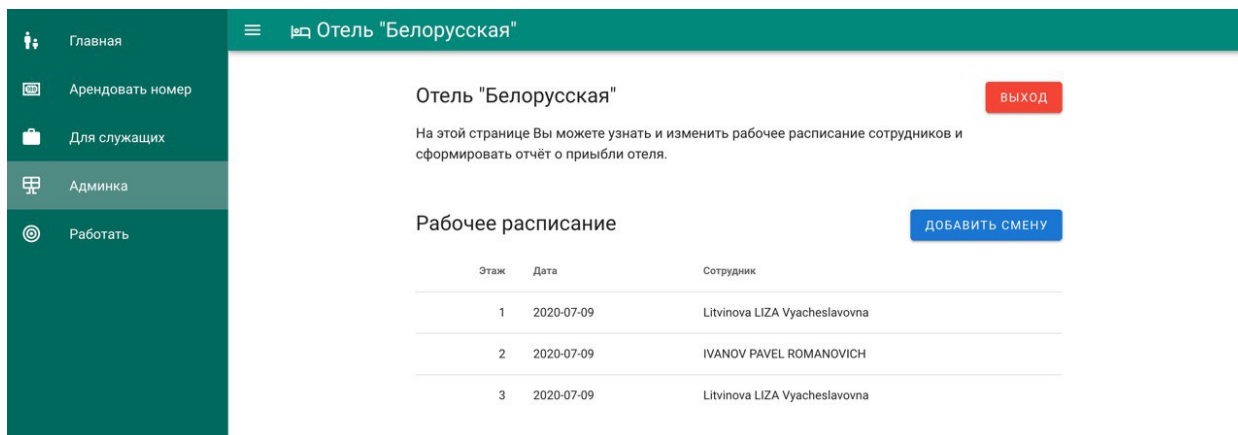 Главная
Арендовать номер
Для служащих
Админка
Работать
Отель "Белорусская"
Отель "Белорусская"
ВЫХОД
На этой странице Вы можете узнать и изменить рабочее расписание сотрудников и
сформировать отчёт о приыбли отеля.
Рабочее расписание
ДОБАВИТЬ СМЕНУ
Этаж Дата Сотрудник
1 2020-07-09 Litvinova LIZA Vyacheslavovna
2 2020-07-09 IVANOV PAVEL ROMANOVICH
3 2020-07-09 Litvinova LIZA Vyacheslavovna